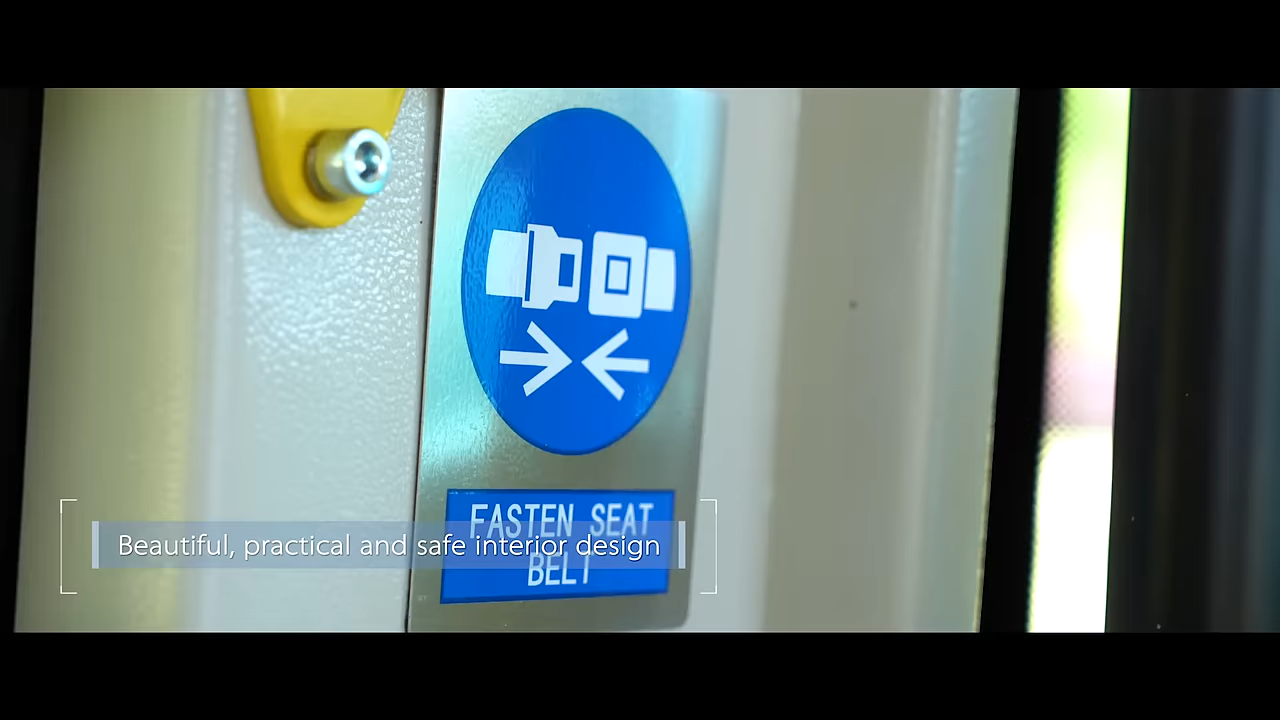 FASTEN SEAT
BELT
Beautiful, practical and safe interior design